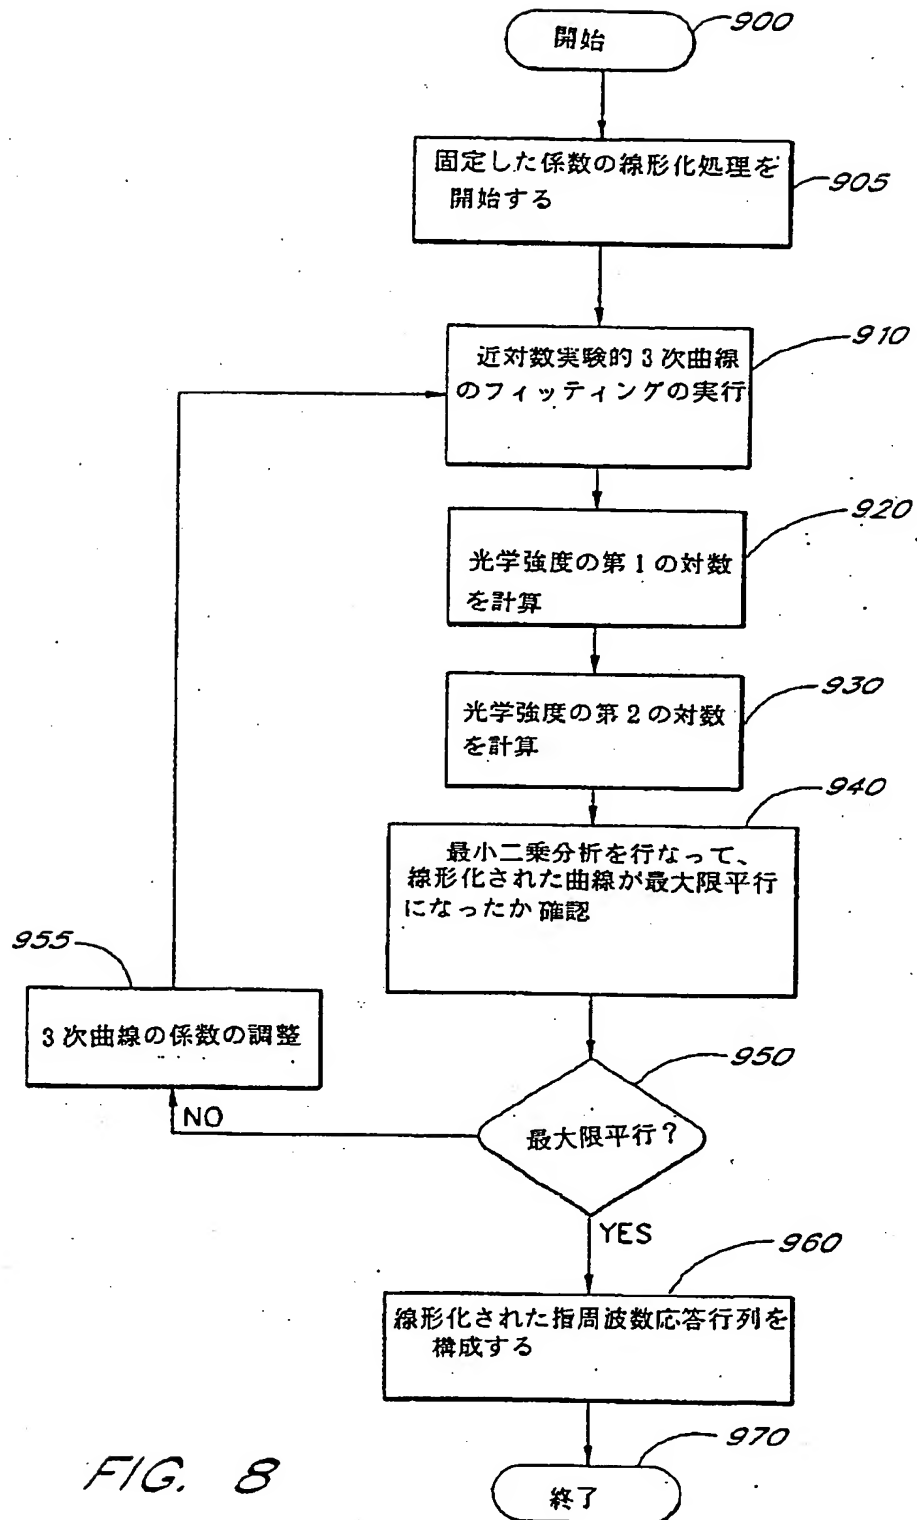 開始
900
固定した係数の線形化処理を
開始する
905
近対数実験的3次曲線
のフィッティングの実行
910
光学強度の第1の対数
を計算
920
光学強度の第2の対数
を計算
930
最小二乗分析を行なって、
線形化された曲線が最大限平行
になったか確認
940
955
3次曲線の係数の調整
NO
最大限平行?
950
YES
線形化された指周波数応答行列を
構成する
960
終了
970
FIG. 8